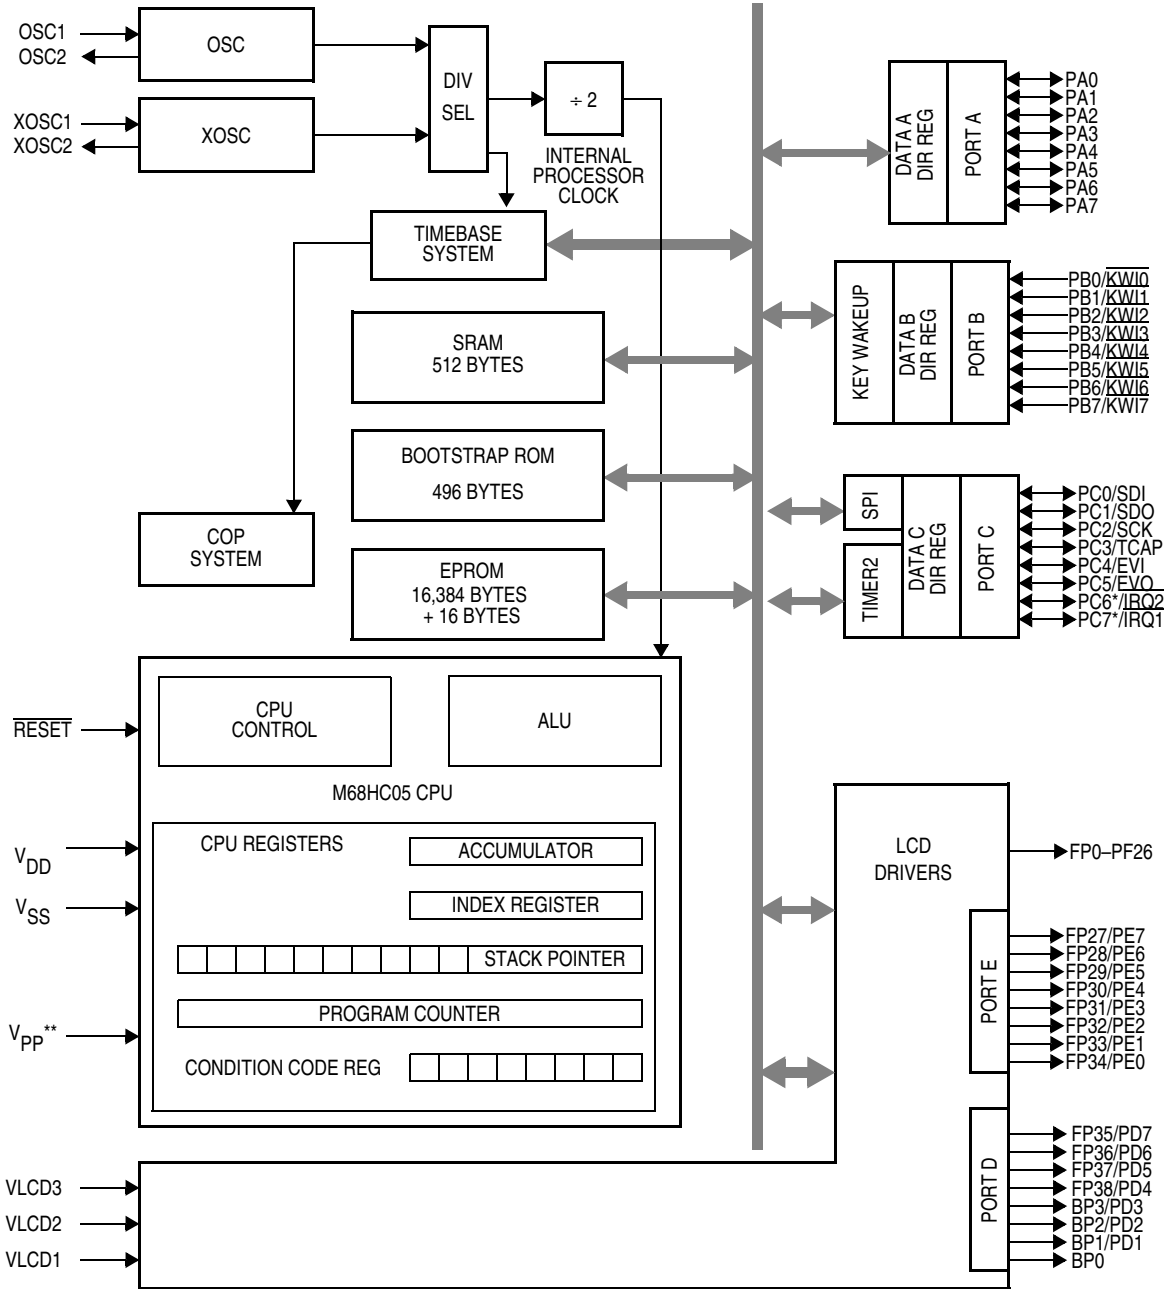 OSC1
OSC2
OSC
XOSC1
XOSC2
XOSC
DIV
SEL
÷ 2
INTERNAL
PROCESSOR
CLOCK
TIMEBASE
SYSTEM
SRAM
512 BYTES
BOOTSTRAP ROM
496 BYTES
COP
SYSTEM
EPROM
16,384 BYTES
+ 16 BYTES
RESET
CPU
CONTROL
ALU
M68HC05 CPU
VDD
VSS
VPP**
CPU REGISTERS
ACCUMULATOR
INDEX REGISTER
STACK POINTER
PROGRAM COUNTER
CONDITION CODE REG
VLCD3
VLCD2
VLCD1
DATA A
DIR REG
PORT A
PA0
PA1
PA2
PA3
PA4
PA5
PA6
PA7
KEY WAKEUP
DATA B
DIR REG
PORT B
PB0/KWI0
PB1/KWI1
PB2/KWI2
PB3/KWI3
PB4/KWI4
PB5/KWI5
PB6/KWI6
PB7/KWI7
SPI
TIMER2
DATA C
DIR REG
PORT C
PC0/SDI
PC1/SDO
PC2/SCK
PC3/TCAP
PC4/EVI
PC5/EVO
PC6*/IRQ2
PC7*/IRQ1
LCD
DRIVERS
FP0–PF26
PORT E
FP27/PE7
FP28/PE6
FP29/PE5
FP30/PE4
FP31/PE3
FP32/PE2
FP33/PE1
FP34/PE0
PORT D
FP35/PD7
FP36/PD6
FP37/PD5
FP38/PD4
BP3/PD3
BP2/PD2
BP1/PD1
BP0